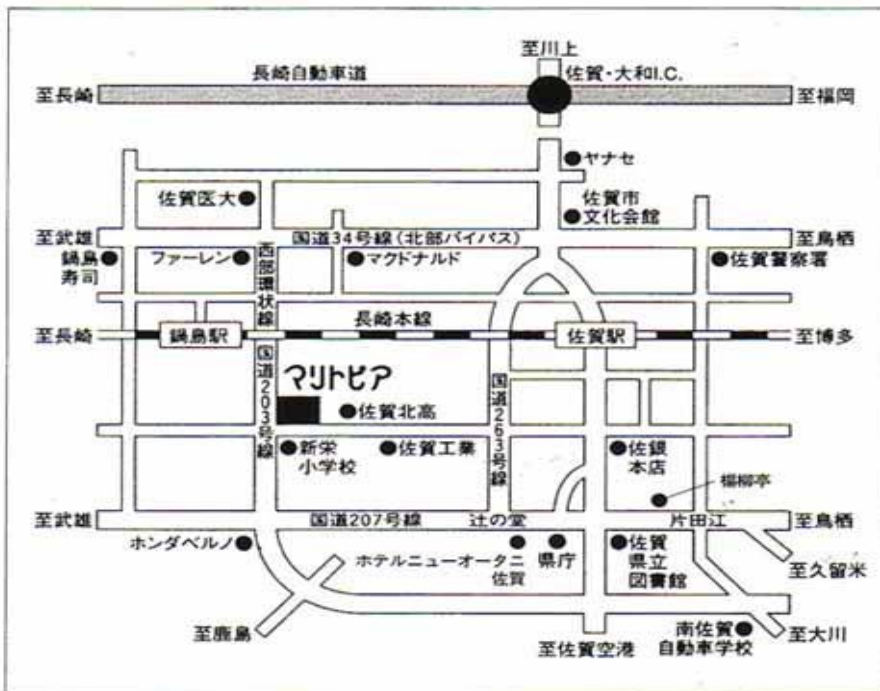 至川上
長崎自動車道
佐賀・大和I.C.
至長崎
至福岡
ヤナセ
佐賀医大
佐賀市
文化会館
至武雄
国道34号線(北部バイパス)
至鳥栖
鍋島
寿司
ファーレン
西部環状線
マクドナルド
佐賀警察署
至長崎
鍋島駅
長崎本線
佐賀駅
至博多
国道203号線
マリトピア
佐賀北高
国道263号線
新栄
小学校
佐賀工業
佐銀
本店
楊柳亭
至武雄
国道207号線
辻の堂
片田江
至鳥栖
ホンダベルノ
ホテルニューオータニ
佐賀
県庁
佐賀
県立
図書館
至久留米
至鹿島
至佐賀空港
南佐賀
自動車学校
至大川